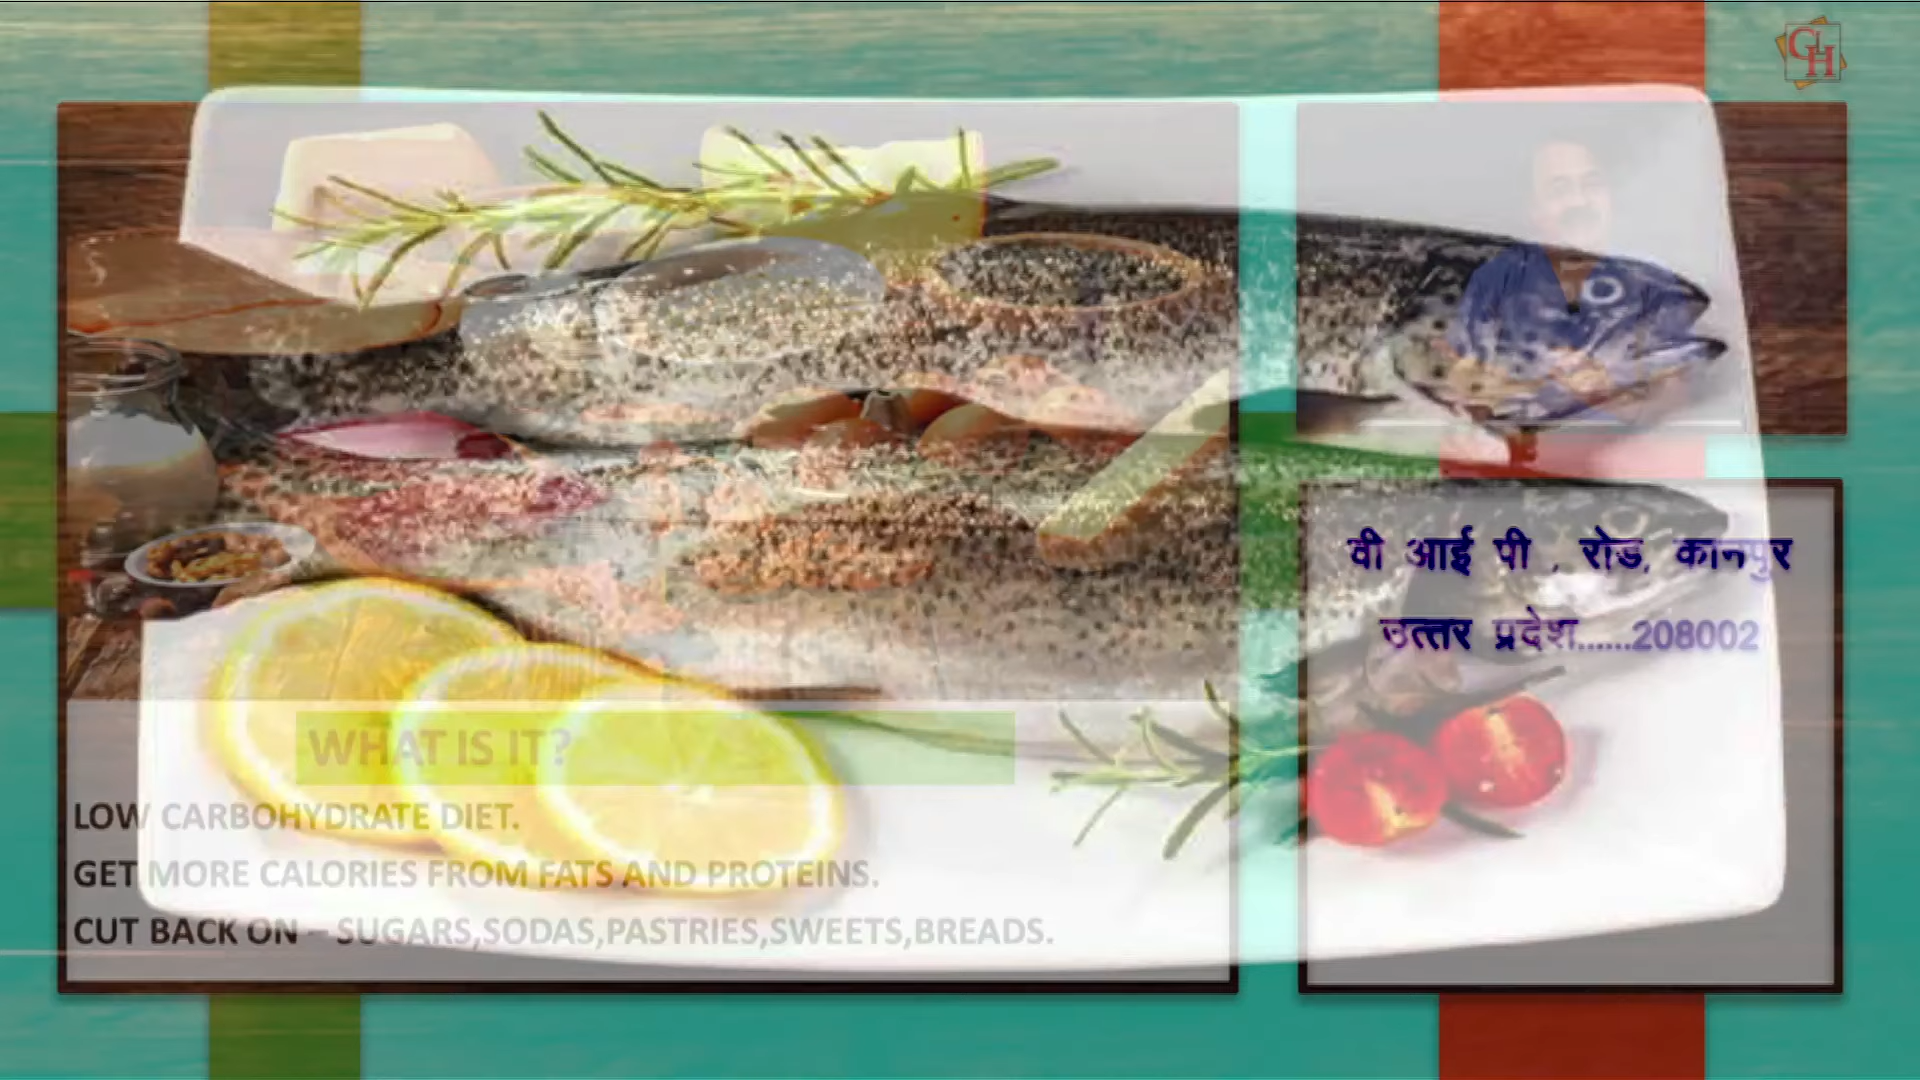 GLH
वी आई पी . रोड, कानपुर
उत्तर प्रदेश......208002
WHAT IS IT?
LOW CARBOHYDRATE DIET.
GET MORE CALORIES FROM FATS AND PROTEINS.
CUT BACK ON – SUGARS,SODAS,PASTRIES,SWEETS,BREADS.